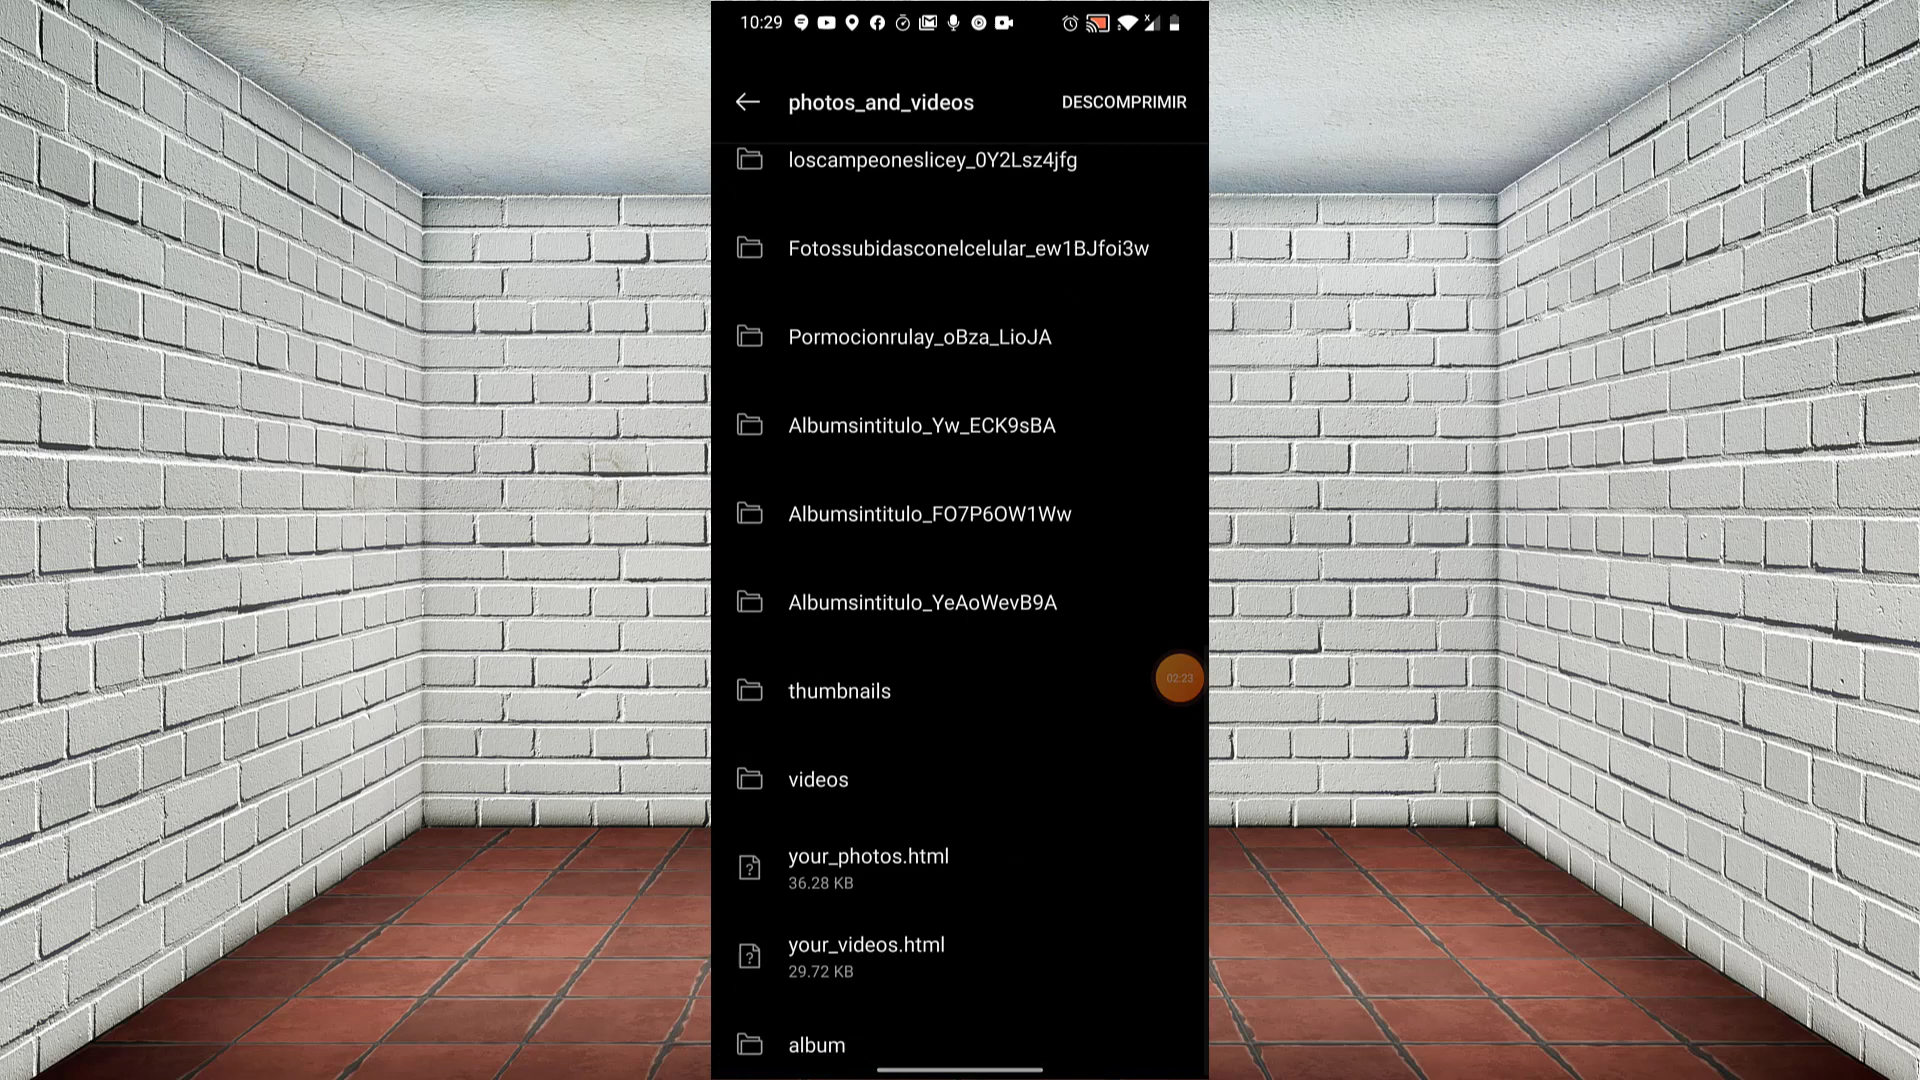 10:29
photos_and_videos
DESCOMPRIMIR
loscampeoneslicey_0Y2Lsz4jfg
Fotossubidasconelcelular_ew1BJfoi3w
Pormocionrulay_oBza_LioJA
Albumsintitulo_Yw_ECK9sBA
Albumsintitulo_FO7P6OW1Ww
Albumsintitulo_YeAoWevB9A
02:23
thumbnails
videos
your_photos.html
36.28 KB
your_videos.html
29.72 KB
album